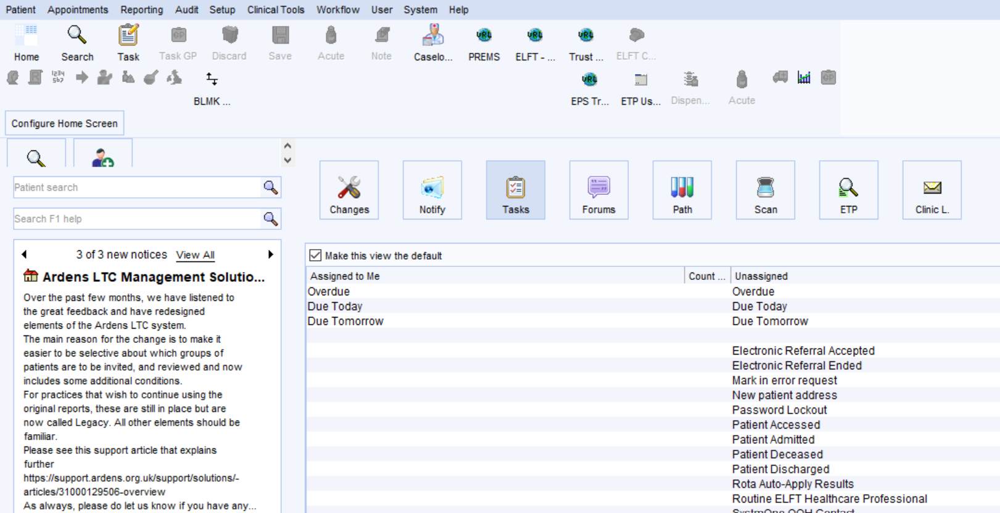 Patient Appointments Reporting Audit Setup Clinical Tools Workflow User System Help
Home Search Task Task GP Discard Save Acute Note Caselo... PREMS ELFT - ... Trust ... ELFT C...
BLMK ... EPS Tr... ETP Us... Dispen... Acute
Configure Home Screen
Patient search
Search F1 help
3 of 3 new notices View All
Ardens LTC Management Solutio...
Over the past few months, we have listened to
the great feedback and have redesigned
elements of the Ardens LTC system.
The main reason for the change is to make it
easier to be selective about which groups of
patients are to be invited, and reviewed and now
includes some additional conditions.
For practices that wish to continue using the
original reports, these are still in place but are
now called Legacy. All other elements should be
familiar.
Please see this support article that explains
further
https://support.ardens.org.uk/support/solutions/-
articles/31000129506-overview
As always, please do let us know if you have any...
Changes Notify Tasks Forums Path Scan ETP Clinic L.
Make this view the default
Assigned to Me Count ... Unassigned
Overdue Overdue
Due Today Due Today
Due Tomorrow Due Tomorrow
Electronic Referral Accepted
Electronic Referral Ended
Mark in error request
New patient address
Password Lockout
Patient Accessed
Patient Admitted
Patient Deceased
Patient Discharged
Rota Auto-Apply Results
Routine ELFT Healthcare Professional
SystmOne OOH Contact